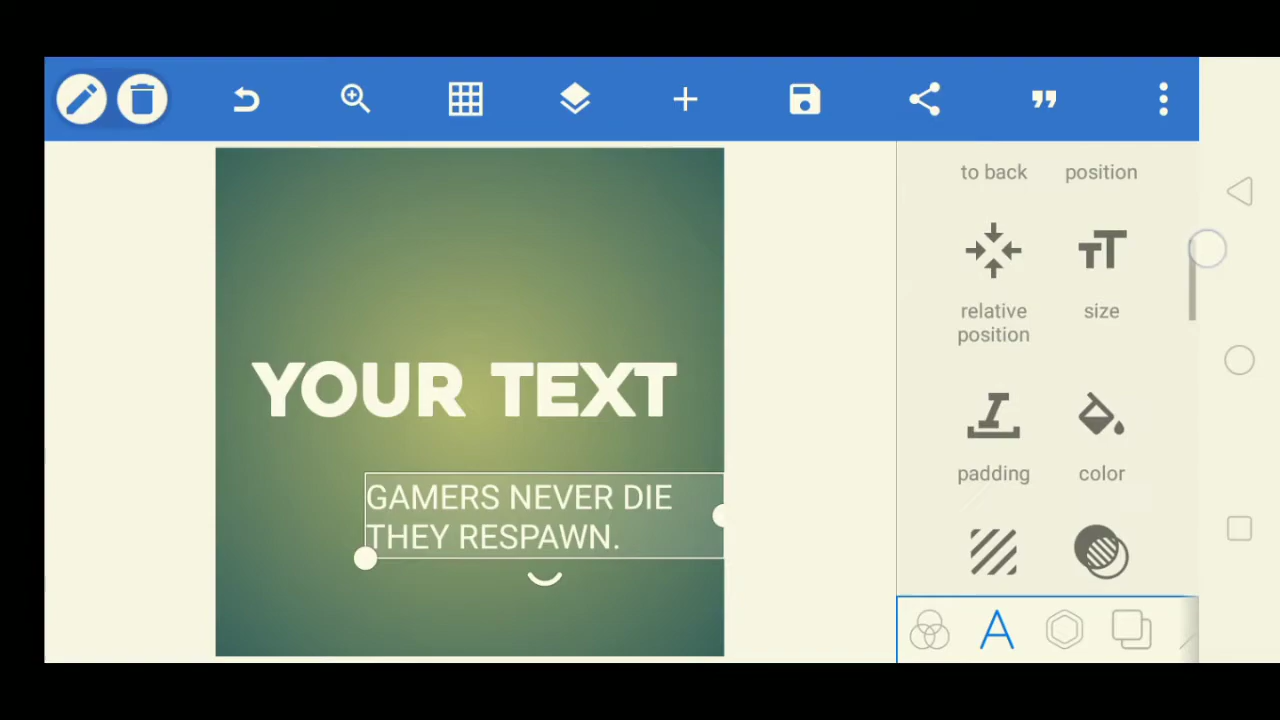 to back position
relative position
size
YOUR TEXT
padding
color
GAMERS NEVER DIE
THEY RESPAWN.